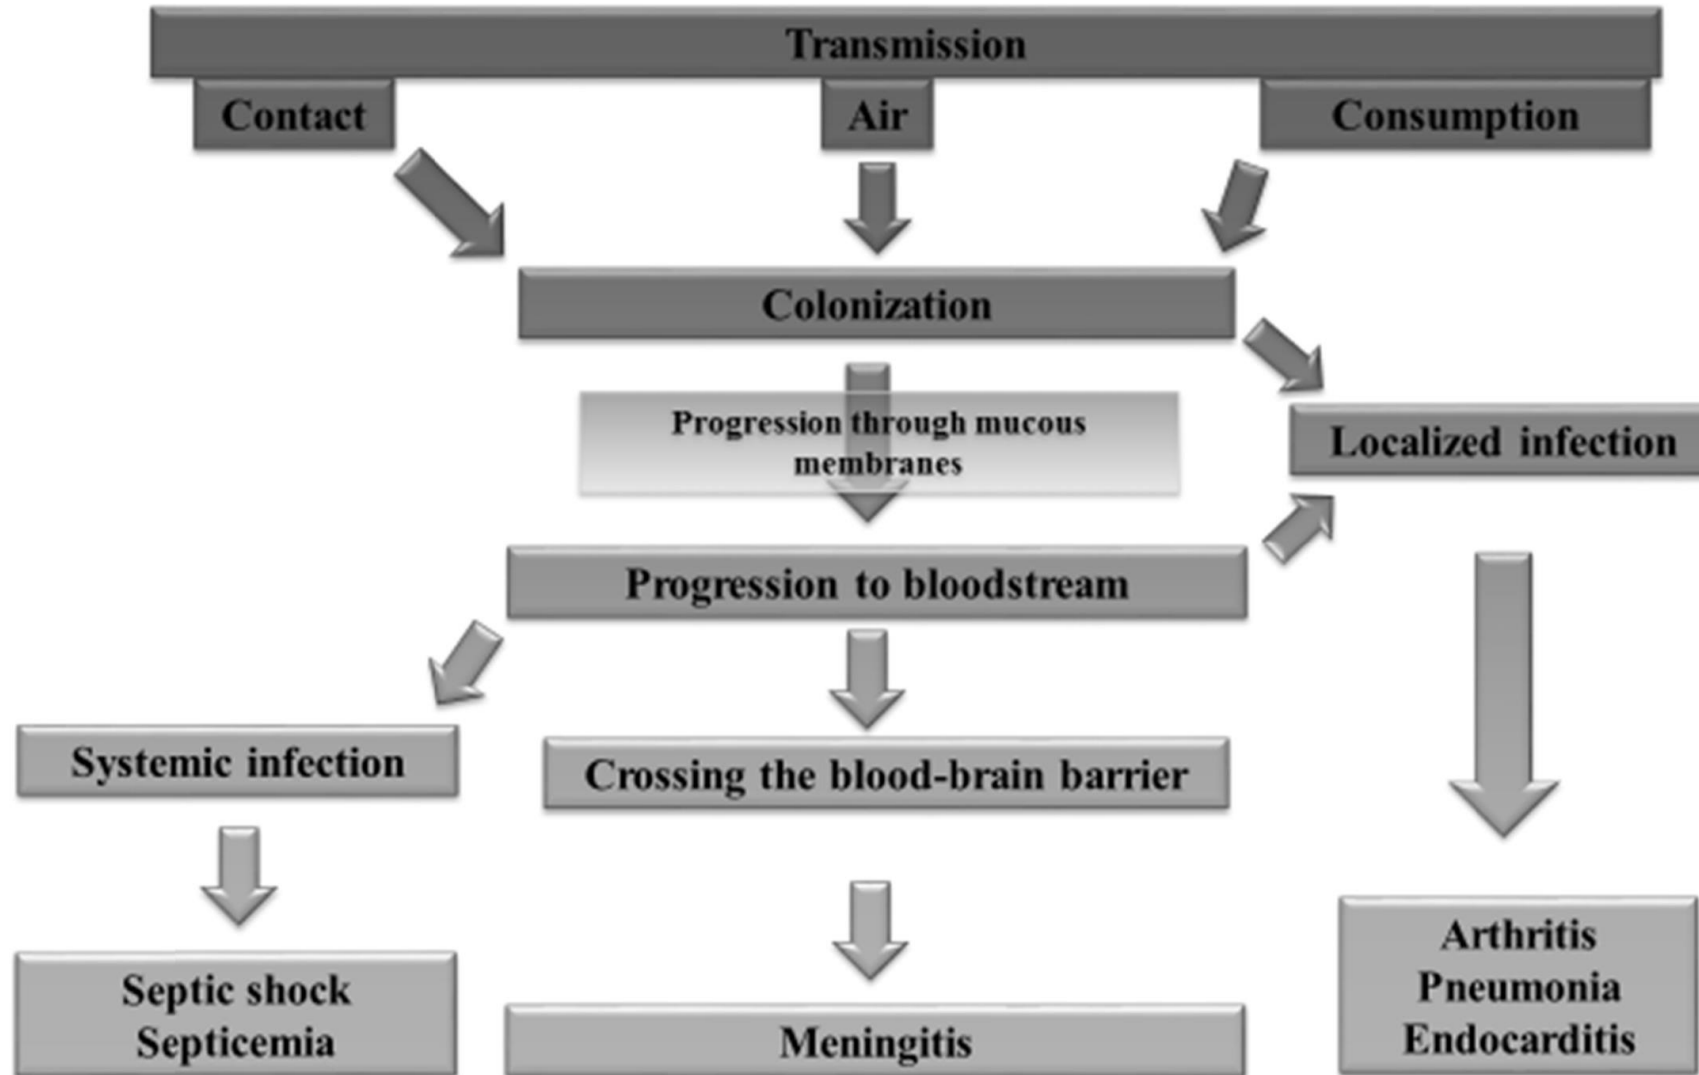 Transmission
Contact
Air
Consumption
Colonization
Progression through mucous
membranes
Localized infection
Progression to bloodstream
Systemic infection
Crossing the blood-brain barrier
Septic shock
Septicemia
Meningitis
Arthritis
Pneumonia
Endocarditis